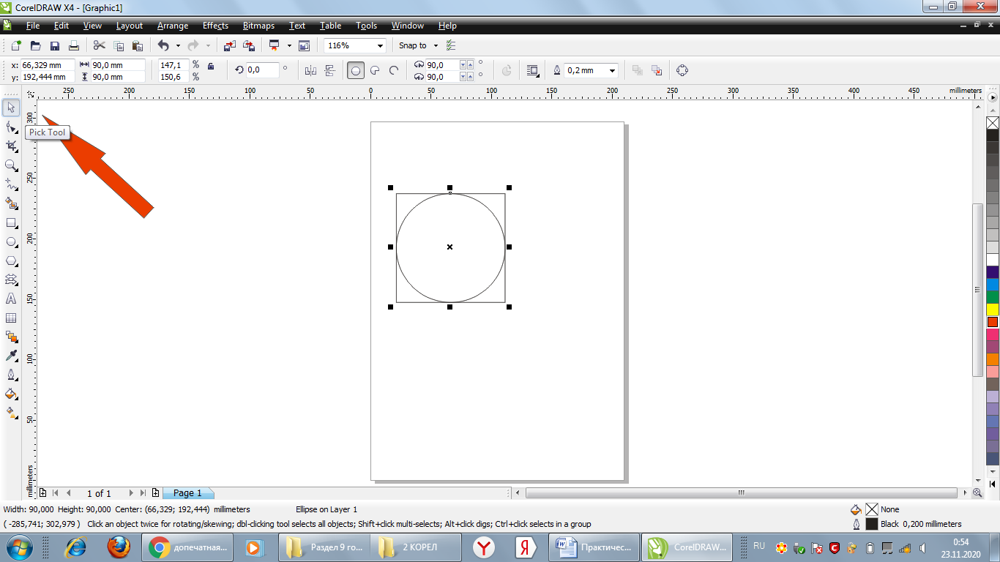 CorelDRAW X4 - [Graphic1]
File Edit View Layout Arrange Effects Bitmaps Text Table Tools Window Help
116% Snap to
x: 66,329 mm 90,0 mm 147,1 % 0,0 ° 90,0 ° 0,2 mm
y: 192,444 mm 90,0 mm 150,6 % 90,0
250 200 150 100 50 0 50 100 150 200 250 300 350 400 450 millimeters
300
Pick Tool
250
200
150
100
50
millimeters
1 of 1 Page 1
Width: 90,000 Height: 90,000 Center: (66,329; 192,444) millimeters Ellipse on Layer 1 None
( -285,741; 302,979 ) Click an object twice for rotating/skewing; dbl-clicking tool selects all objects; Shift+click multi-selects; Alt+click digs; Ctrl+click selects in a group Black 0,200 millimeters
допечатная... Раздел 9 го... 2 КОРЕЛ Практичес... CorelDRAW... RU 0:54
23.11.2020